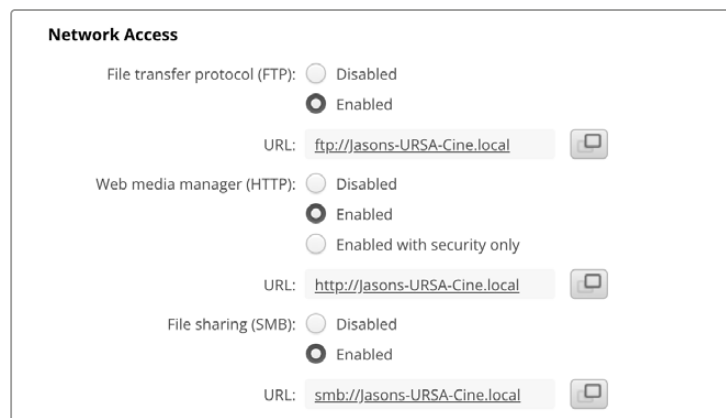 Network Access
File transfer protocol (FTP): Disabled
Enabled
URL: ftp://Jasons-URSA-Cine.local
Web media manager (HTTP): Disabled
Enabled
Enabled with security only
URL: http://Jasons-URSA-Cine.local
File sharing (SMB): Disabled
Enabled
URL: smb://Jasons-URSA-Cine.local